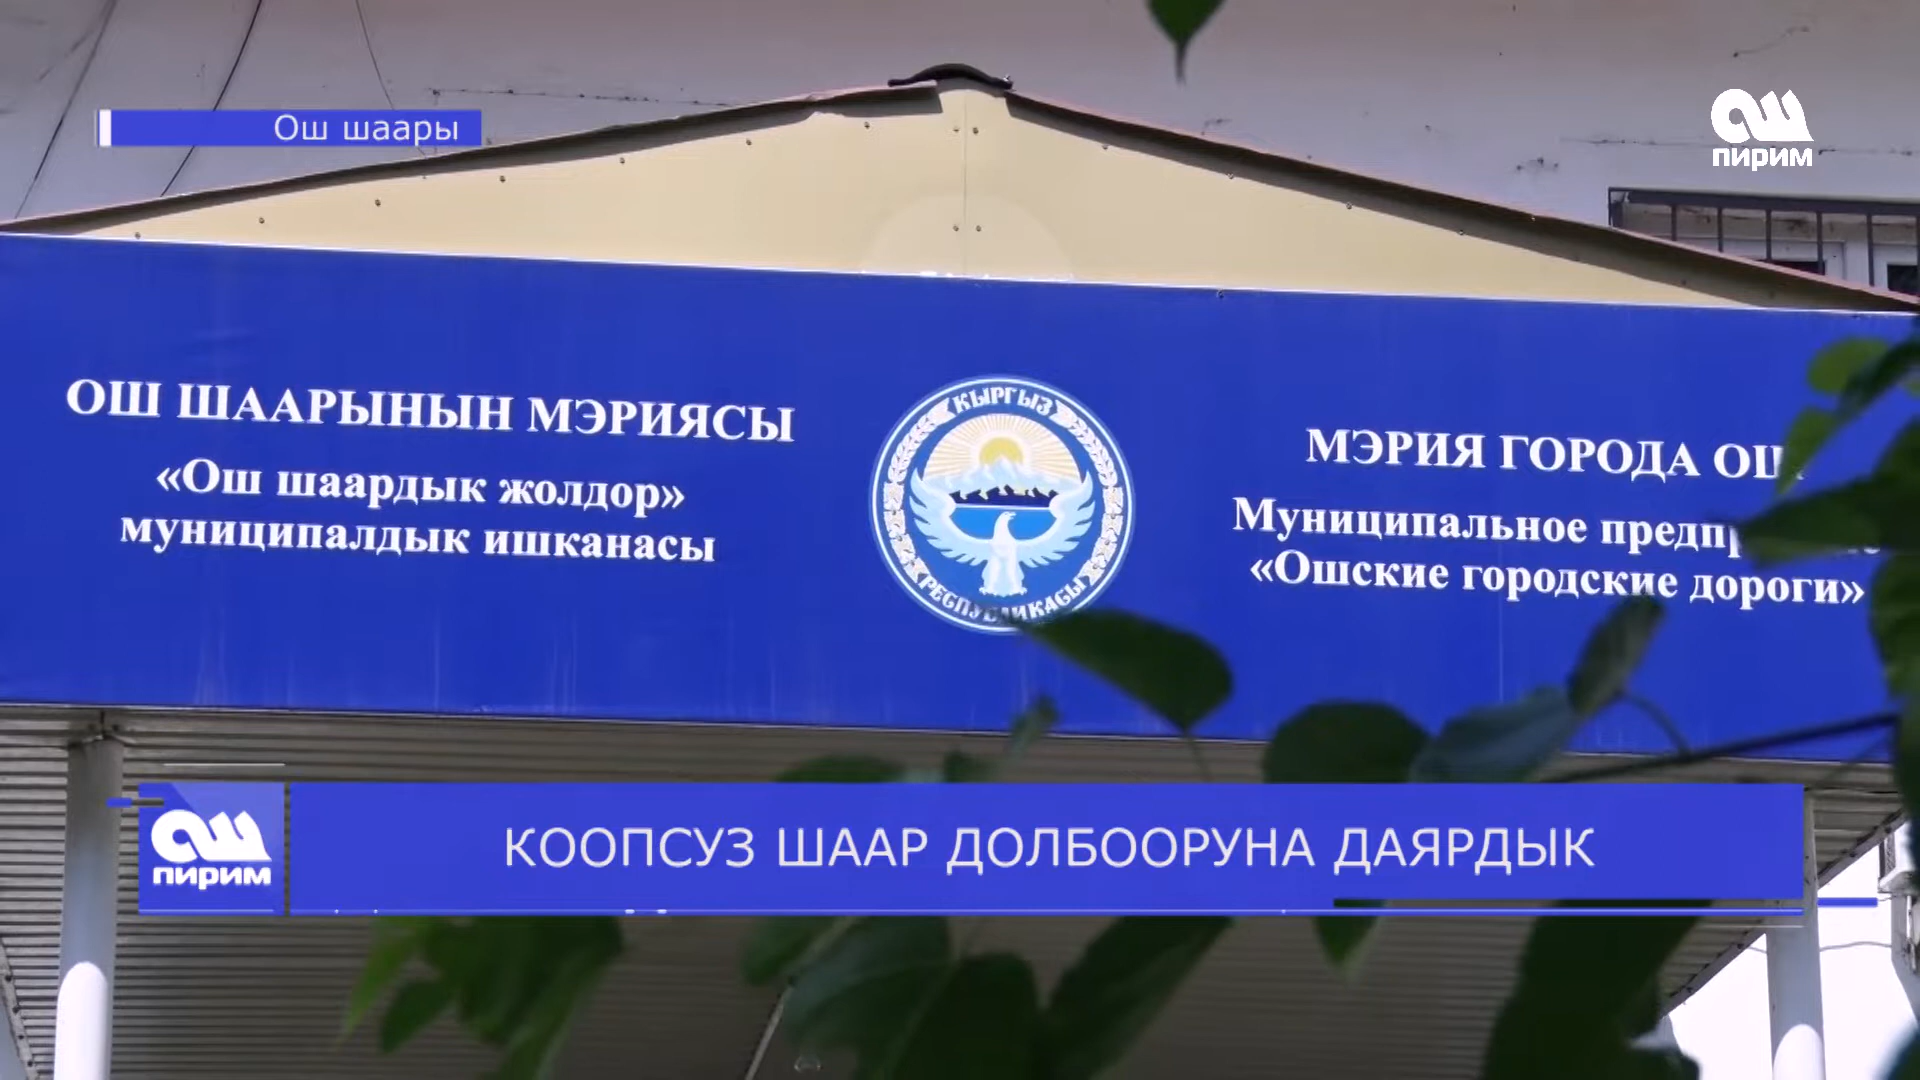 Ош шаары
ОШ
ПИРИМ
ОШ ШААРЫНЫН МЭРИЯСЫ
«Ош шаардык жолдор»
муниципалдык ишканасы
КЫРГЫЗ
РЕСПУБЛИКАСЫ
МЭРИЯ ГОРОДА ОШ
Муниципальное
«Ошские городские дороги»
ОШ
ПИРИМ
КООПСУЗ ШААР ДОЛБООРУНА ДАЯРДЫК